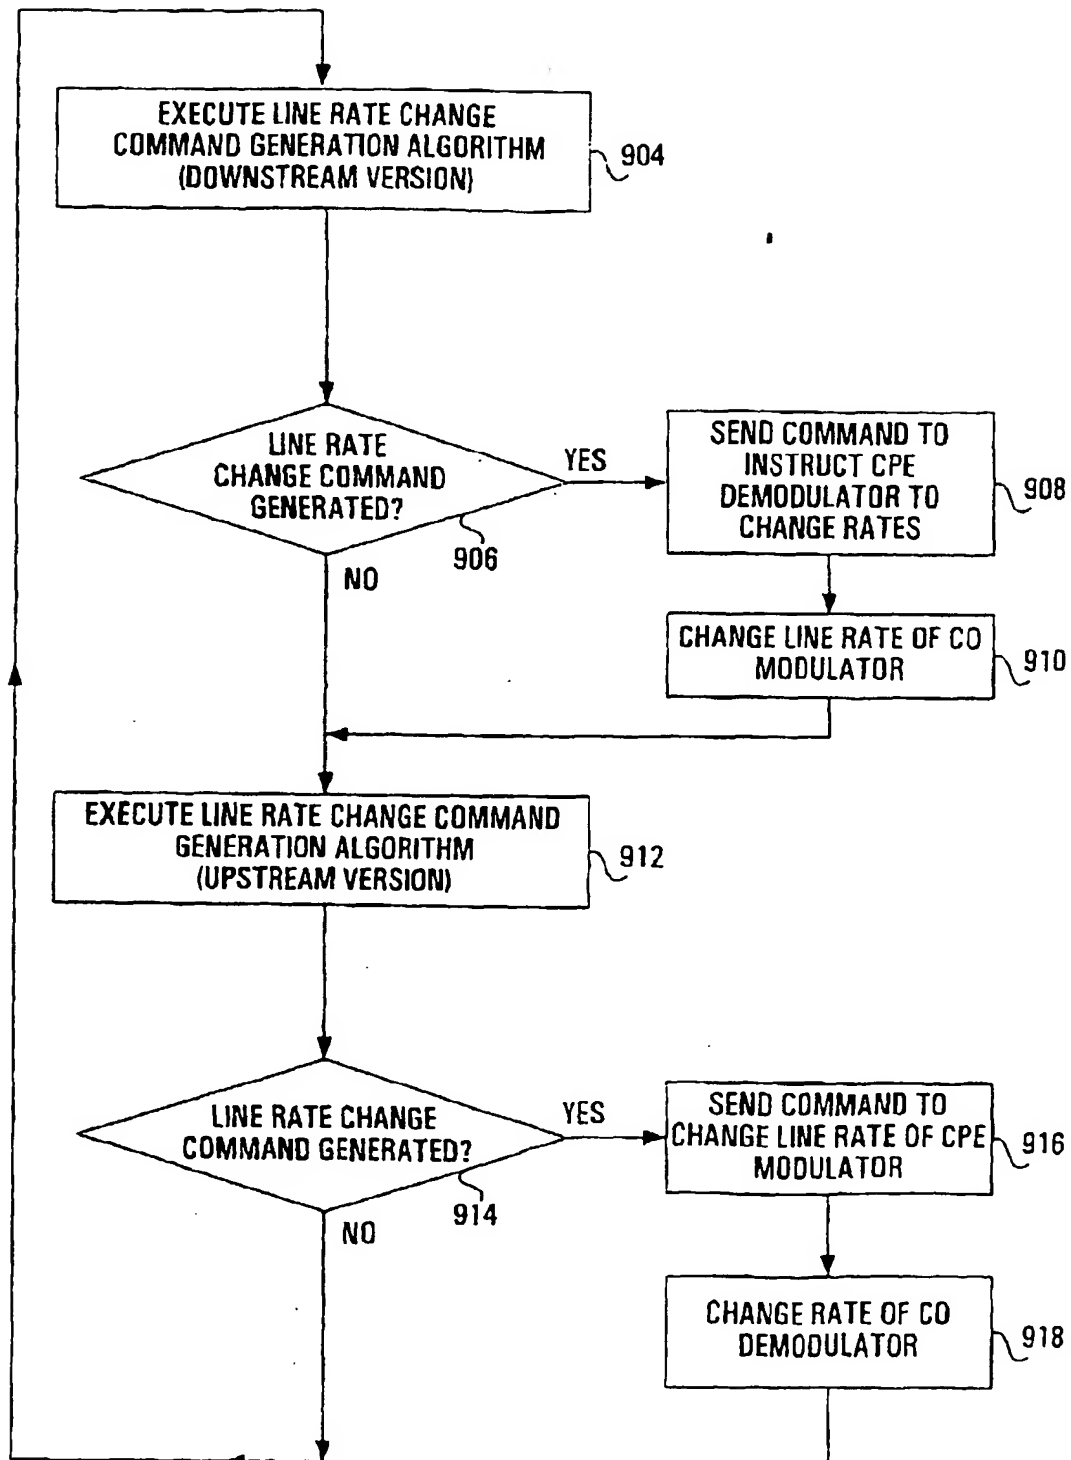 EXECUTE LINE RATE CHANGE
COMMAND GENERATION ALGORITHM
(DOWNSTREAM VERSION)
904
LINE RATE
CHANGE COMMAND
GENERATED?
906
YES
NO
SEND COMMAND TO
INSTRUCT CPE
DEMODULATOR TO
CHANGE RATES
908
CHANGE LINE RATE OF CO
MODULATOR
910
EXECUTE LINE RATE CHANGE COMMAND
GENERATION ALGORITHM
(UPSTREAM VERSION)
912
LINE RATE CHANGE
COMMAND GENERATED?
914
YES
NO
SEND COMMAND TO
CHANGE LINE RATE OF CPE
MODULATOR
916
CHANGE RATE OF CO
DEMODULATOR
918